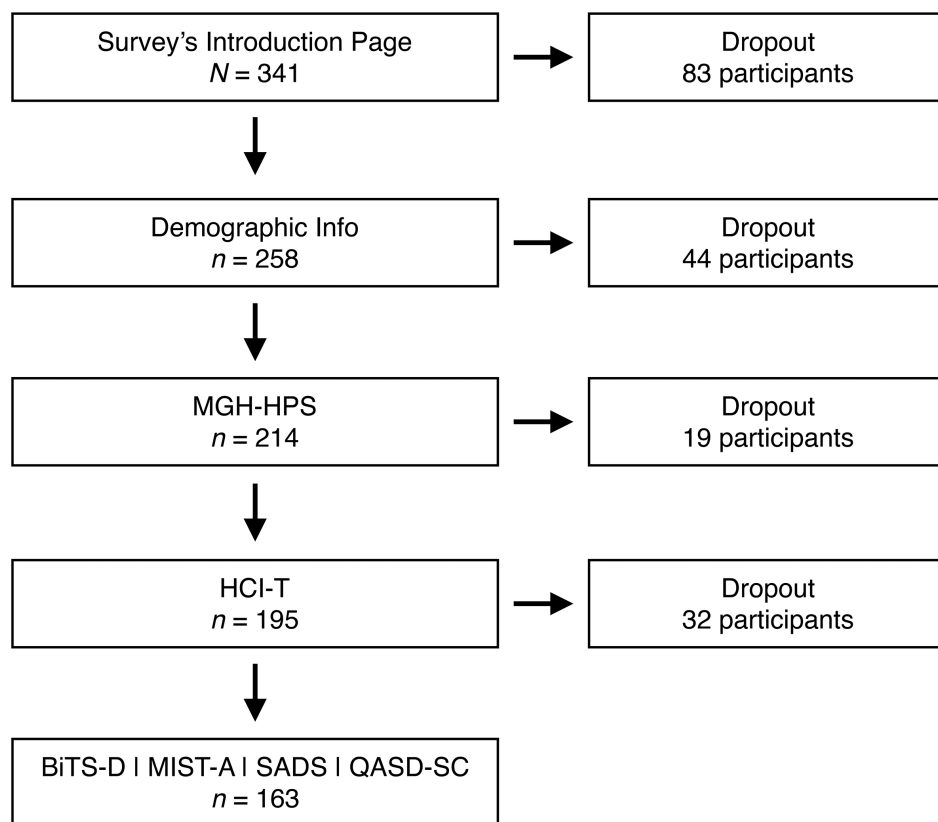 Survey’s Introduction Page
N = 341
Dropout
83 participants
Demographic Info
n = 258
Dropout
44 participants
MGH-HPS
n = 214
Dropout
19 participants
HCI-T
n = 195
Dropout
32 participants
BiTS-D | MIST-A | SADS | QASD-SC
n = 163